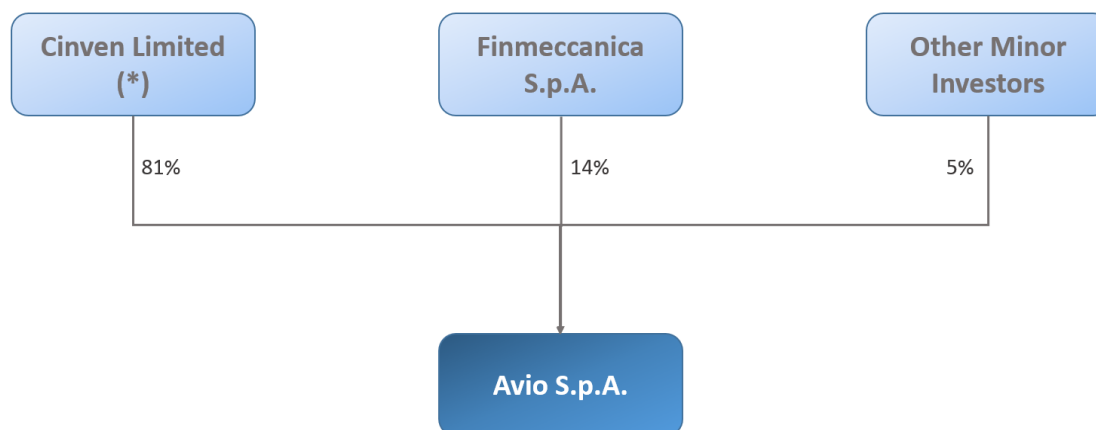 Cinven Limited
(*)
Finmeccanica
S.p.A.
Other Minor
Investors
81%
14%
5%
Avio S.p.A.